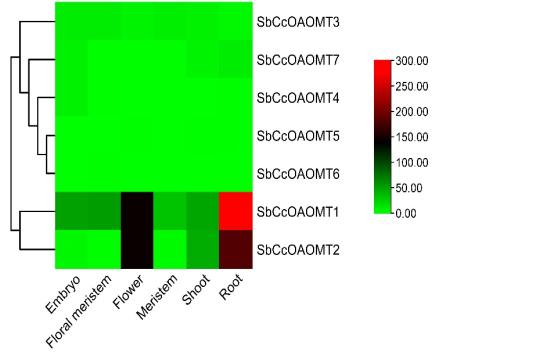 SbCcOAOMT3
SbCcOAOMT7
SbCcOAOMT4
SbCcOAOMT5
SbCcOAOMT6
SbCcOAOMT1
SbCcOAOMT2
300.00
250.00
200.00
150.00
100.00
50.00
0.00
Embryo
Floral meristem
Flower
Meristem
Shoot
Root